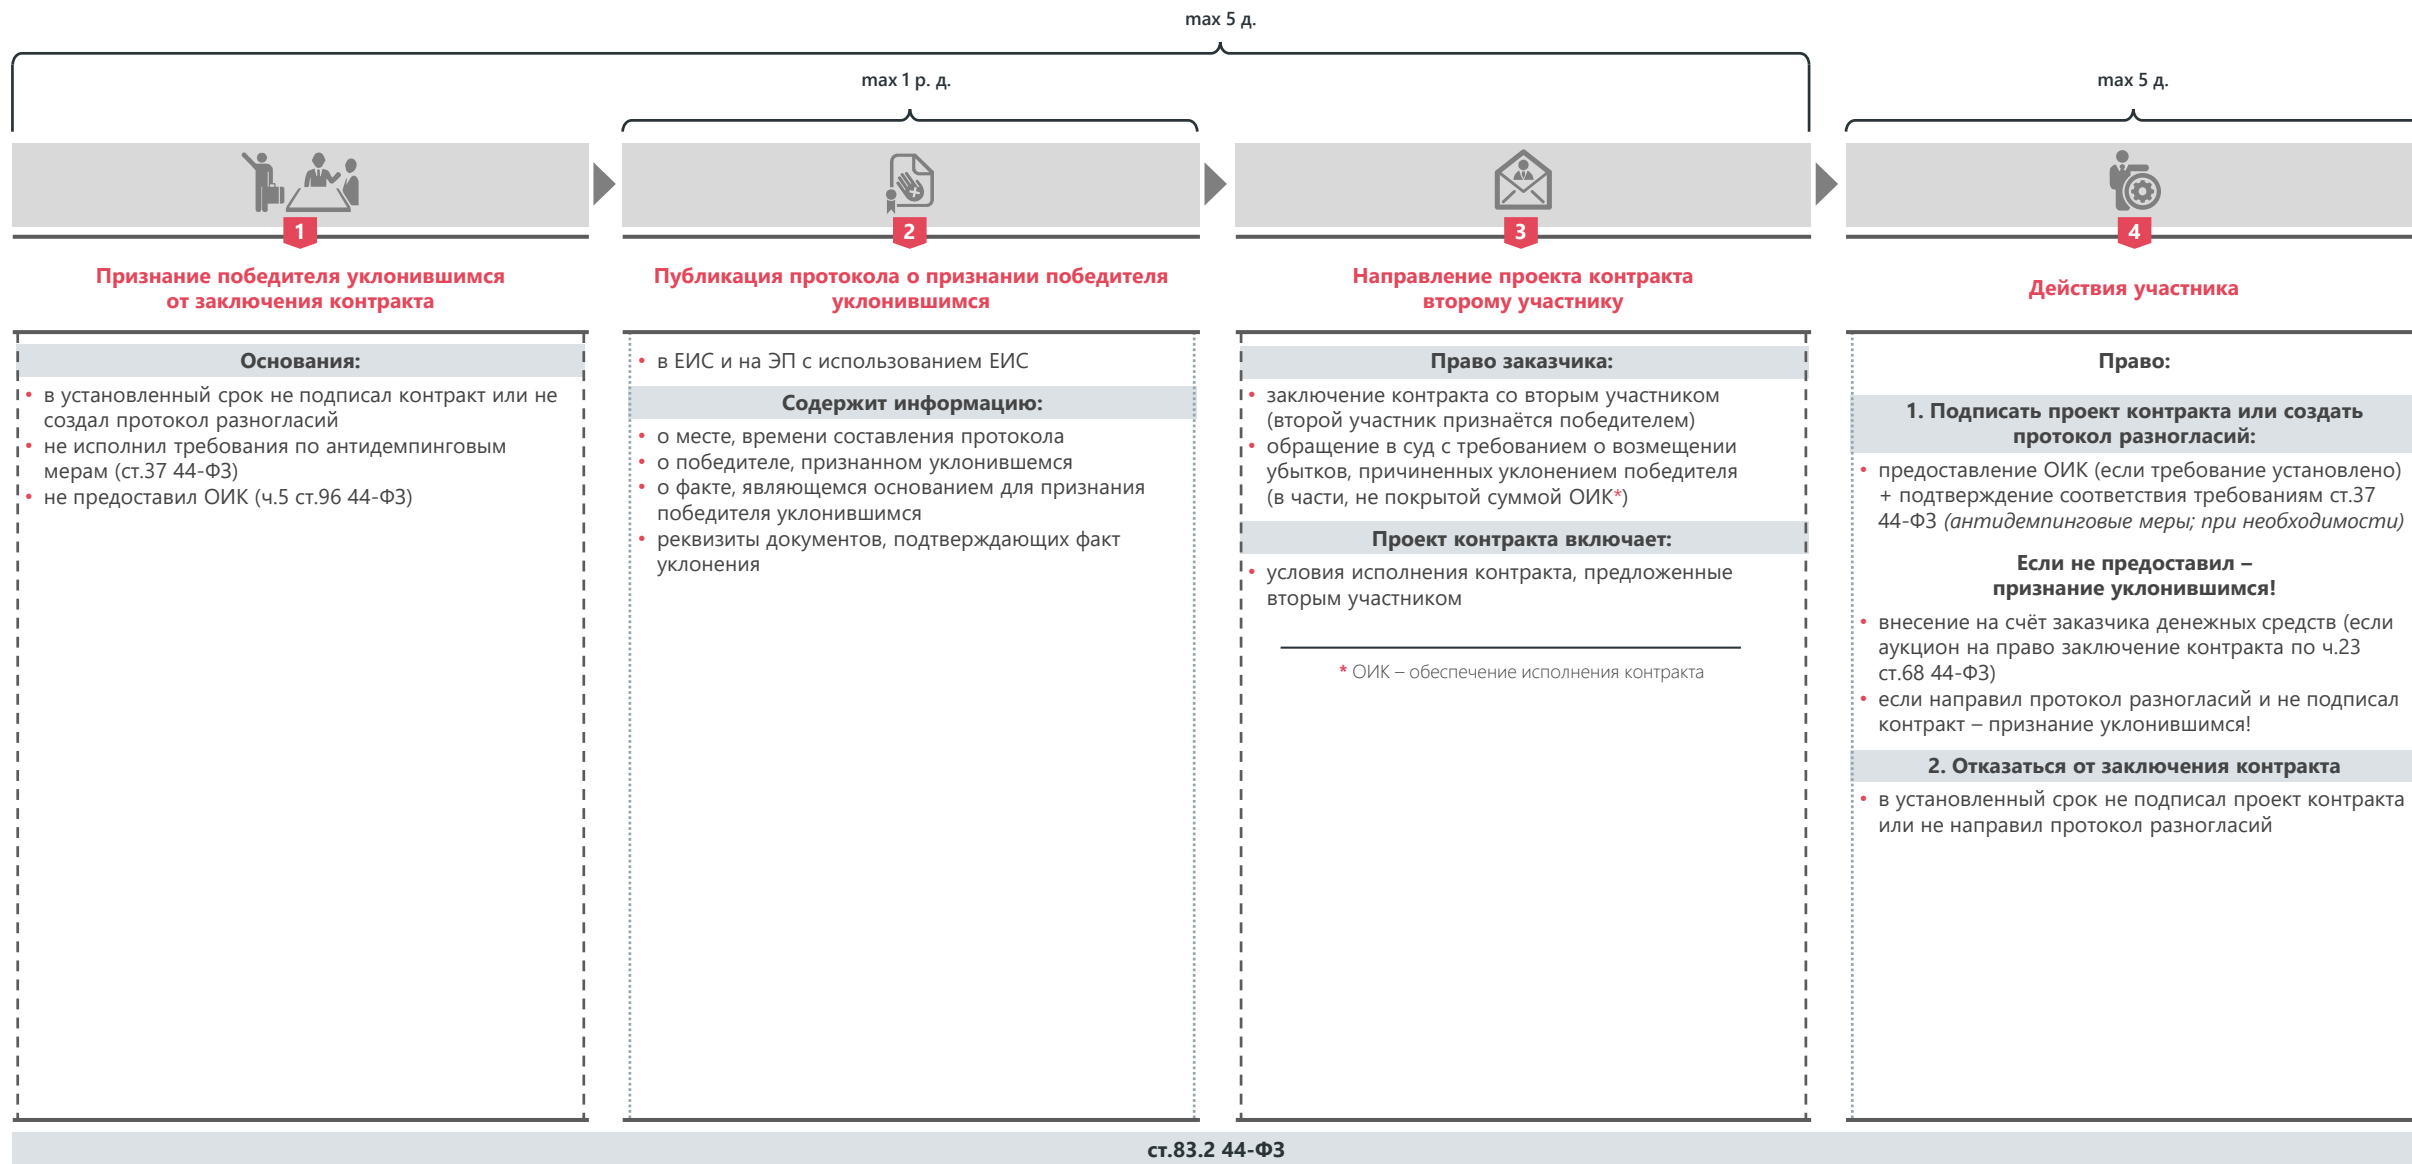 max 5 д.
max 1 р. д.
max 5 д.
1
2
3
4
Признание победителя уклонившимся
от заключения контракта
Основания:
• в установленный срок не подписал контракт или не
создал протокол разногласий
• не исполнил требования по антидемпинговым
мерам (ст.37 44-ФЗ)
• не предоставил ОИК (ч.5 ст.96 44-ФЗ)
Публикация протокола о признании победителя
уклонившимся
• в ЕИС и на ЭП с использованием ЕИС
Содержит информацию:
• о месте, времени составления протокола
• о победителе, признанном уклонившемся
• о факте, являющемся основанием для признания
победителя уклонившимся
• реквизиты документов, подтверждающих факт
уклонения
Направление проекта контракта
второму участнику
Право заказчика:
• заключение контракта со вторым участником
(второй участник признаётся победителем)
• обращение в суд с требованием о возмещении
убытков, причиненных уклонением победителя
(в части, не покрытой суммой ОИК*)
Проект контракта включает:
• условия исполнения контракта, предложенные
вторым участником
* ОИК – обеспечение исполнения контракта
Действия участника
Право:
1. Подписать проект контракта или создать
протокол разногласий:
• предоставление ОИК (если требование установлено)
+ подтверждение соответствия требованиям ст.37
44-ФЗ (антидемпинговые меры; при необходимости)
Если не предоставил –
признание уклонившимся!
• внесение на счёт заказчика денежных средств (если
аукцион на право заключение контракта по ч.23
ст.68 44-ФЗ)
• если направил протокол разногласий и не подписал
контракт – признание уклонившимся!
2. Отказаться от заключения контракта
• в установленный срок не подписал проект контракта
или не направил протокол разногласий
ст.83.2 44-ФЗ